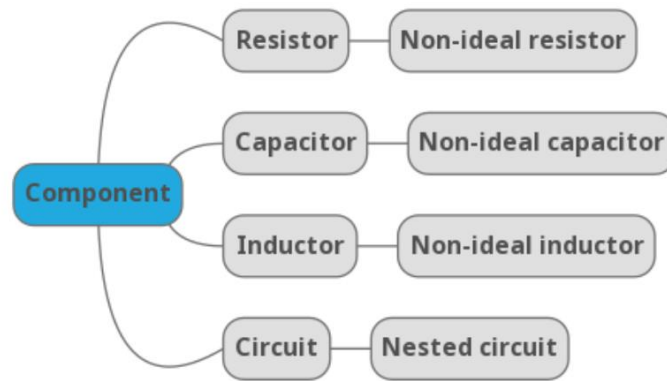 Resistor
Non-ideal resistor
Capacitor
Non-ideal capacitor
Component
Inductor
Non-ideal inductor
Circuit
Nested circuit